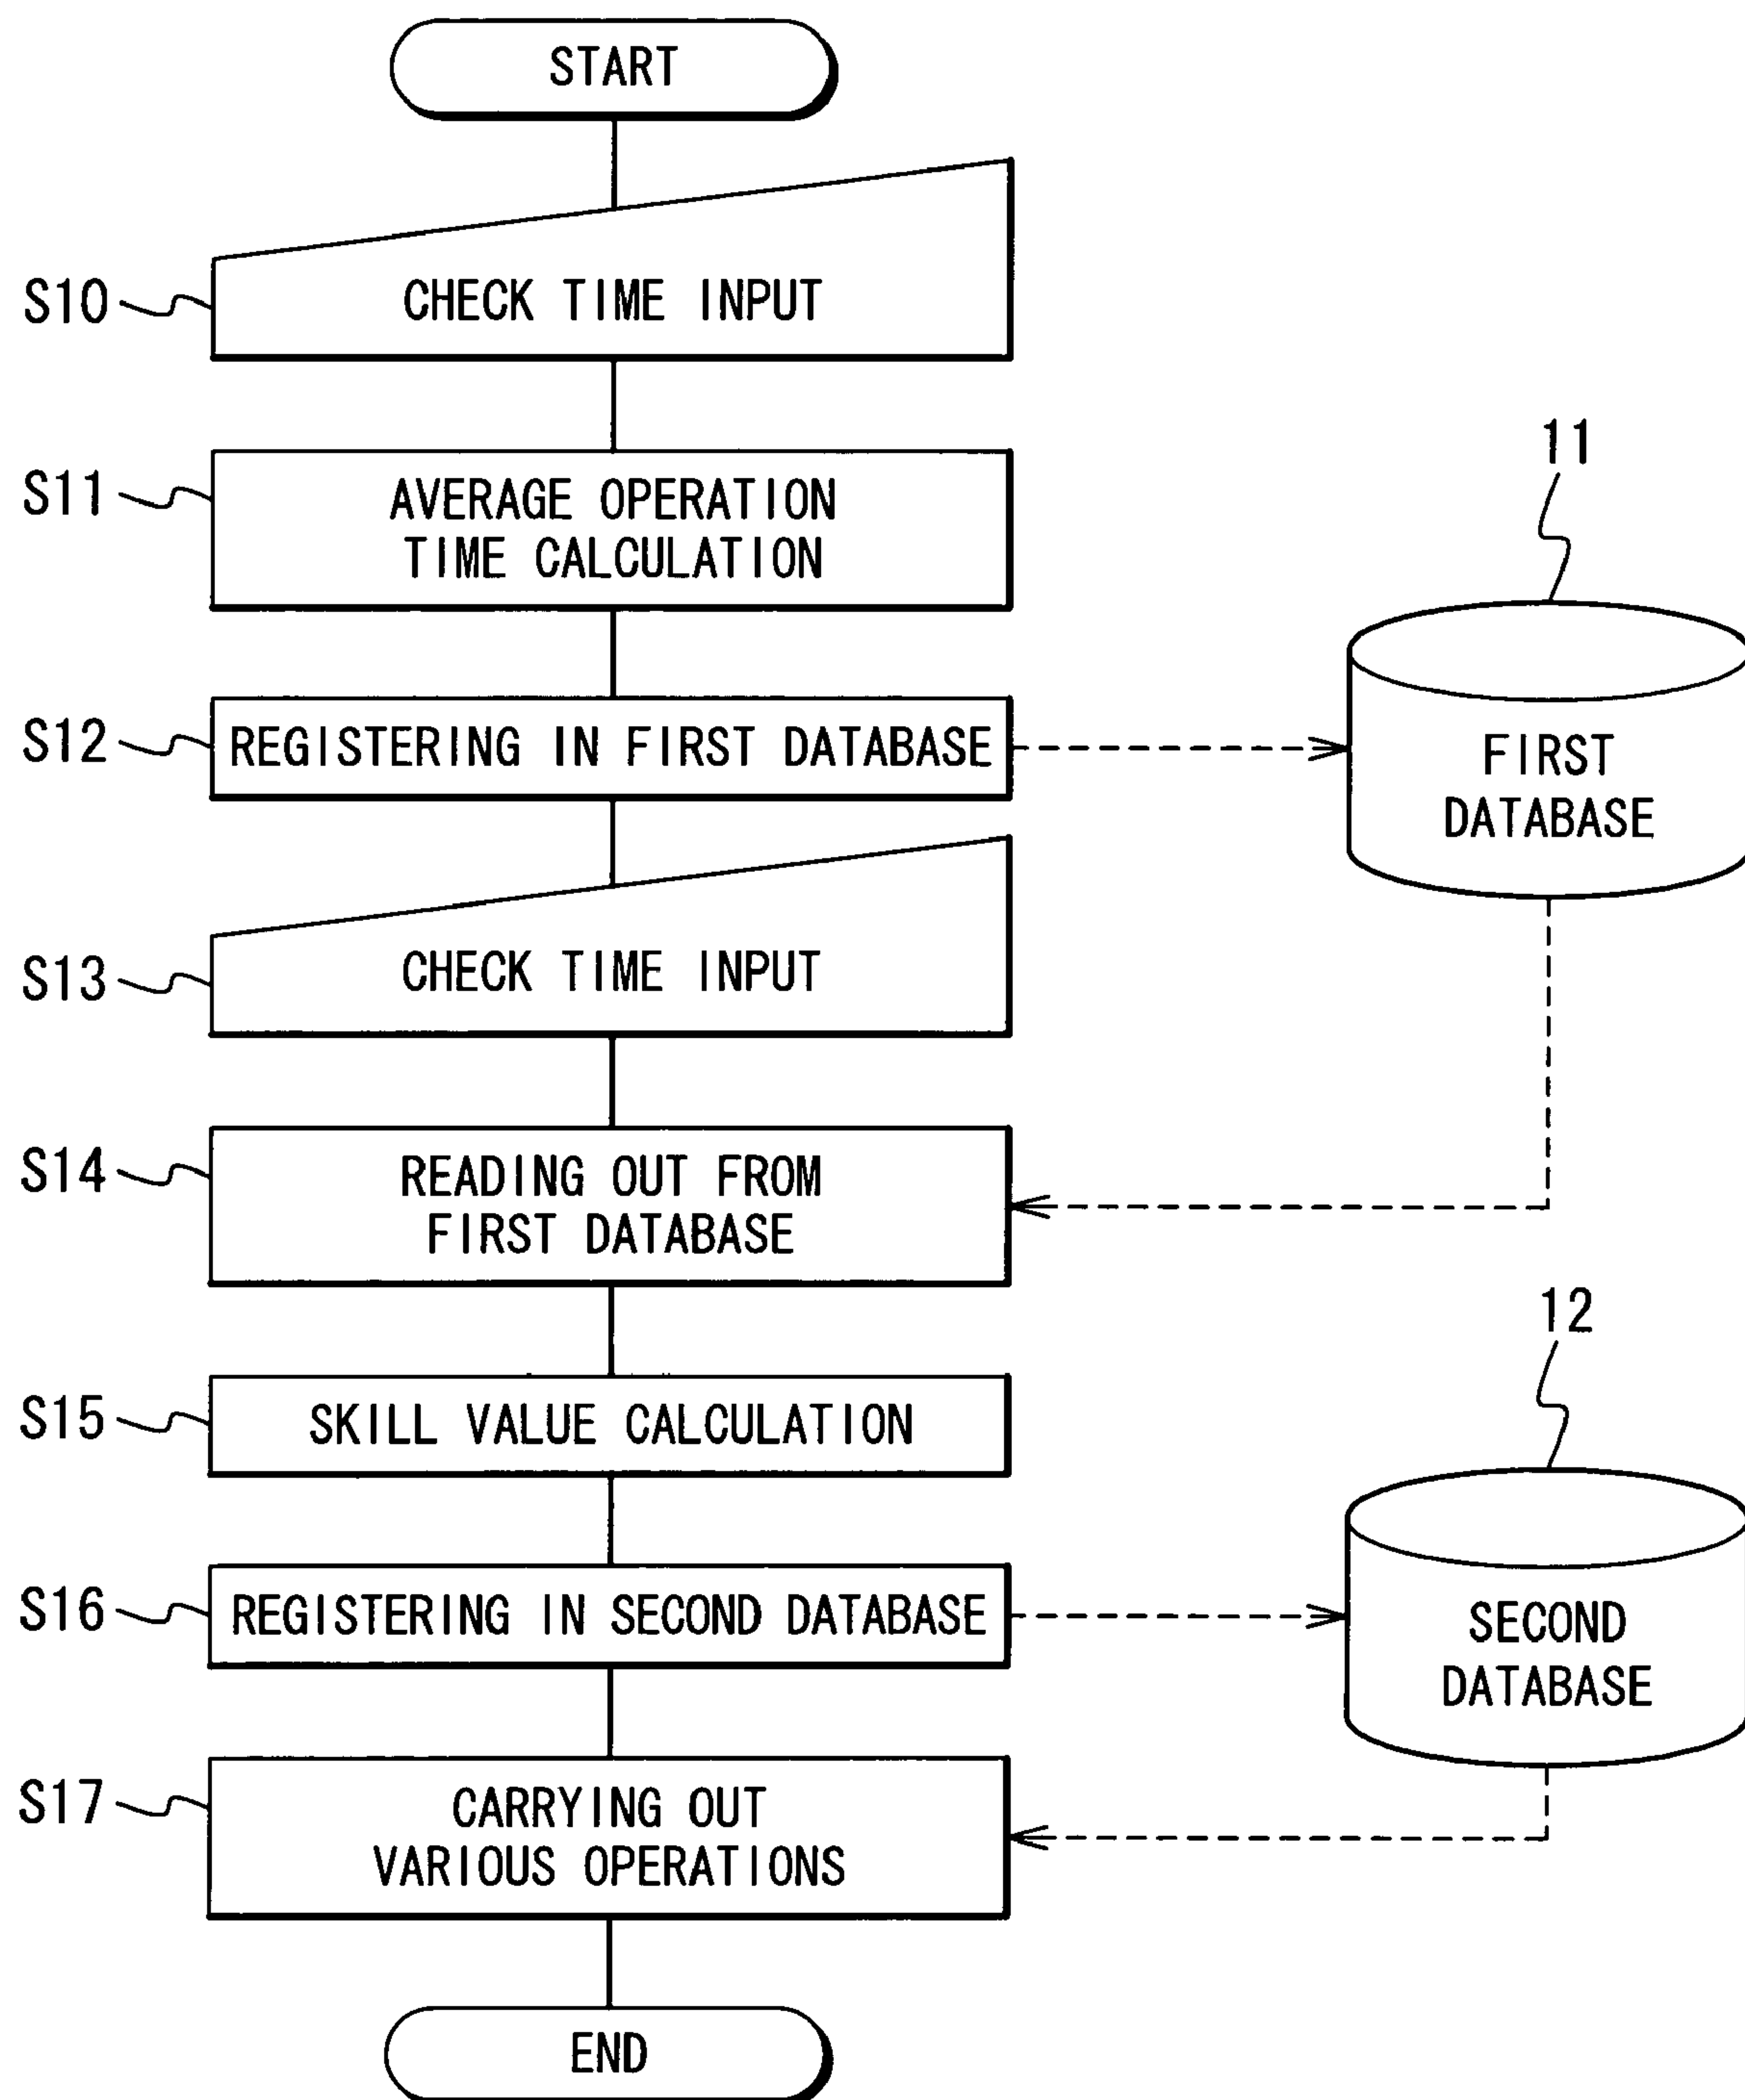 START
S10
CHECK TIME INPUT
S11
AVERAGE OPERATION
TIME CALCULATION
11
S12
REGISTERING IN FIRST DATABASE
FIRST
DATABASE
S13
CHECK TIME INPUT
S14
READING OUT FROM
FIRST DATABASE
12
S15
SKILL VALUE CALCULATION
S16
REGISTERING IN SECOND DATABASE
SECOND
DATABASE
S17
CARRYING OUT
VARIOUS OPERATIONS
END